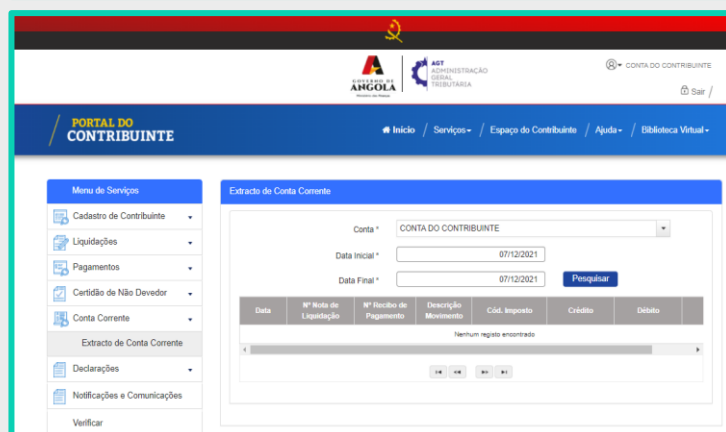 GOVERNO DE
ANGOLA
AGT
ADMINISTRAÇÃO
GERAL
TRIBUTÁRIA
CONTA DO CONTRIBUINTE
Sair /
PORTAL DO
CONTRIBUINTE
Início / Serviços / Espaço do Contribuinte / Ajuda / Biblioteca Virtual
Menu de Serviços
Cadastro de Contribuinte
Liquidações
Pagamentos
Certidão de Não Devedor
Conta Corrente
Extracto de Conta Corrente
Declarações
Notificações e Comunicações
Verificar
Extracto de Conta Corrente
Conta * CONTA DO CONTRIBUINTE
Data Inicial * 07/12/2021
Data Final * 07/12/2021 Pesquisar
Data Nº Nota de Liquidação Nº Recibo de Pagamento Descrição Movimento Cód. Imposto Crédito Débito
Nenhum registo encontrado